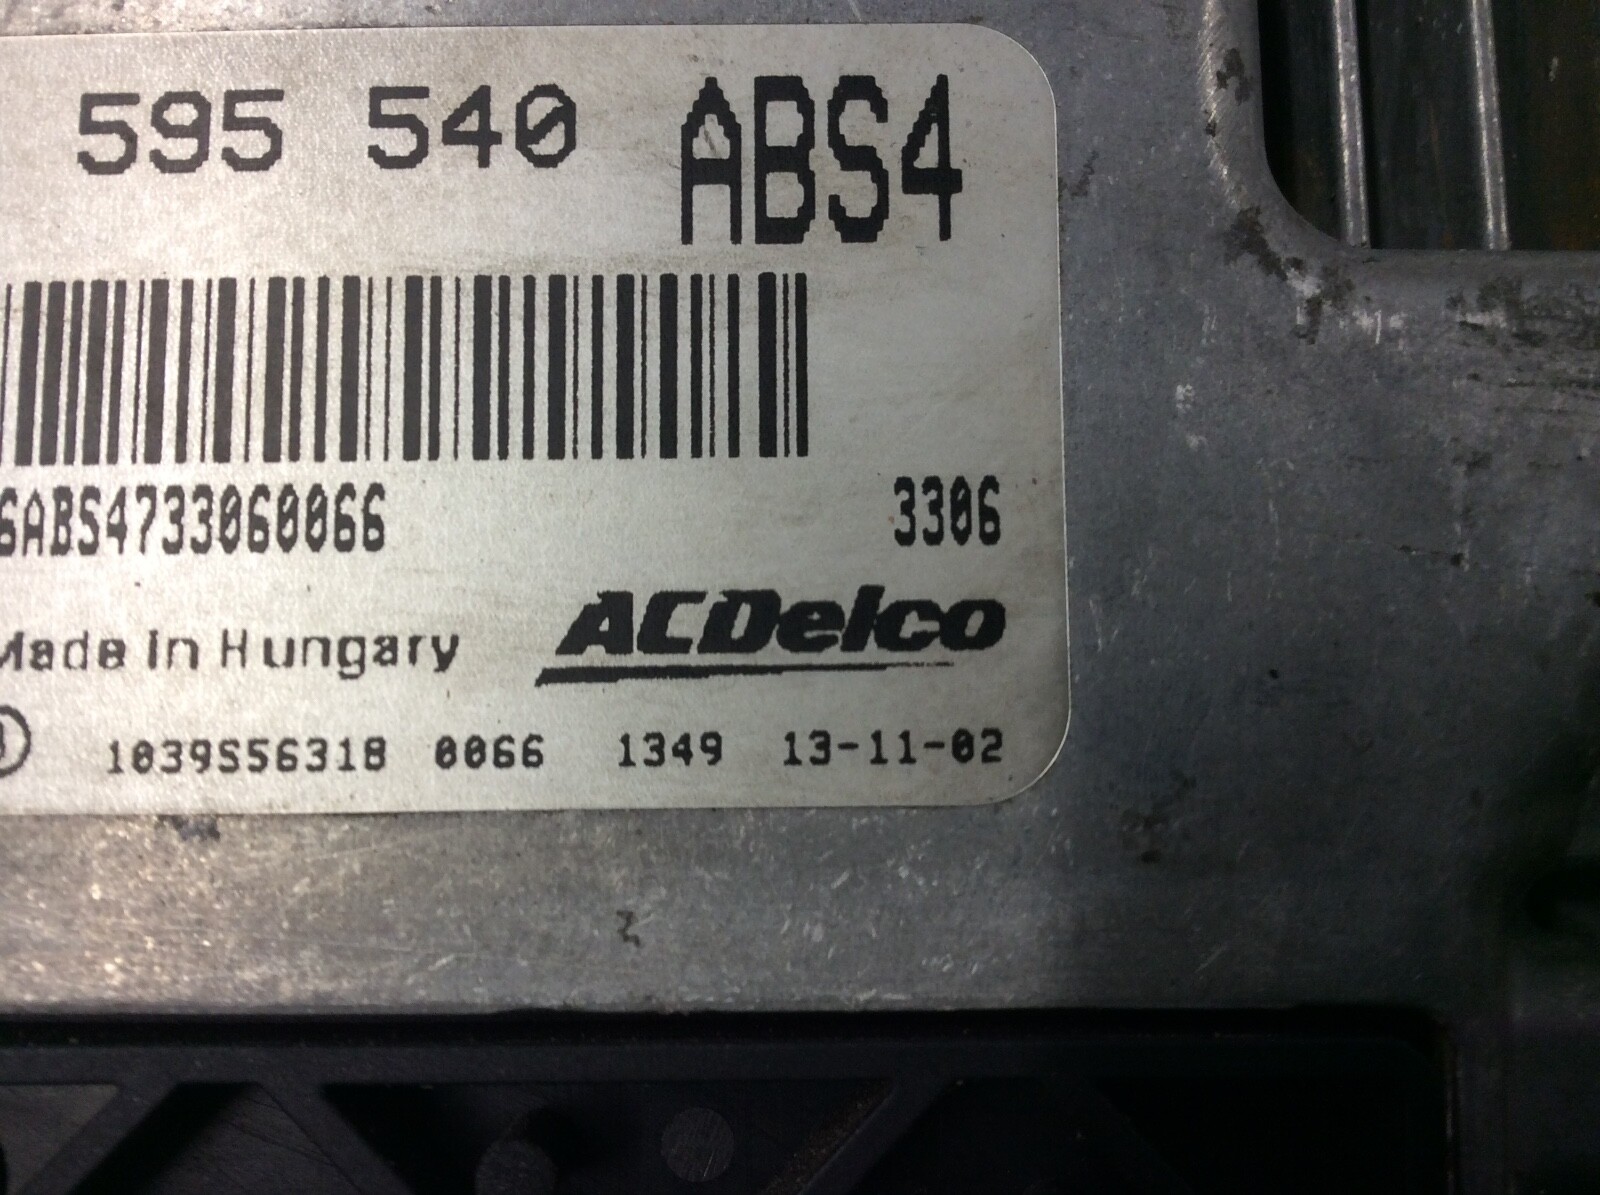 595 540 ABS4
6ABS4733060066 3306
Made In Hungary ACDelco
1039S56318 0066 1349 13-11-02